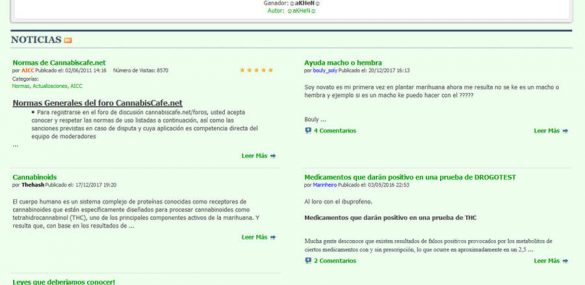 Ganador: ☺aKHeN☺
Autor: ☺aKHeN☺
NOTICIAS
Normas de Cannabiscafe.net
por AICC Publicado el: 02/06/2011 14:16 Número de Visitas: 8570
Categorías:
Normas, Actualizaciones, AICC
Normas Generales del foro CannabisCafe.net
• Para registrarse en el foro de discusión cannabiscafe.net/foros, usted acepta
conocer y respetar las normas de uso listadas a continuación, así como las
sanciones previstas en caso de disputa y cuya aplicación es competencia directa del
equipo de moderadores
...
Leer Más
Ayuda macho o hembra
por bouly_soly Publicado el: 20/12/2017 16:13
Soy novato es mi primera vez en plantar marihuana ahora me resulta no se ke es un macho o
hembra y ejemplo si es un macho ke puedo hacer con el ?????
Bouly ...
4 Comentarios
Leer Más
Cannabinoids
por Thehash Publicado el: 17/12/2017 19:20
El cuerpo humano es un sistema complejo de proteínas conocidas como receptores de
cannabinoides que están específicamente diseñados para procesar cannabinoides como
tetrahidrocannabinol (THC), uno de los principales componentes activos de la marihuana. Y
resulta que, con base en los resultados de ...
Leer Más
Medicamentos que darán positivo en una prueba de DROGOTEST
por Marinhero Publicado el: 03/05/2016 22:53
Al loro con el ibuprofeno.
Medicamentos que darán positivo en una prueba de THC
Mucha gente desconoce que existen resultados de falsos positivos provocados por los metabolitos de
ciertos medicamentos con y sin prescripción, lo que ocurre en aproximadamente en un 2,5 ...
2 Comentarios
Leer Más
Leyes que deberiamos conocer!